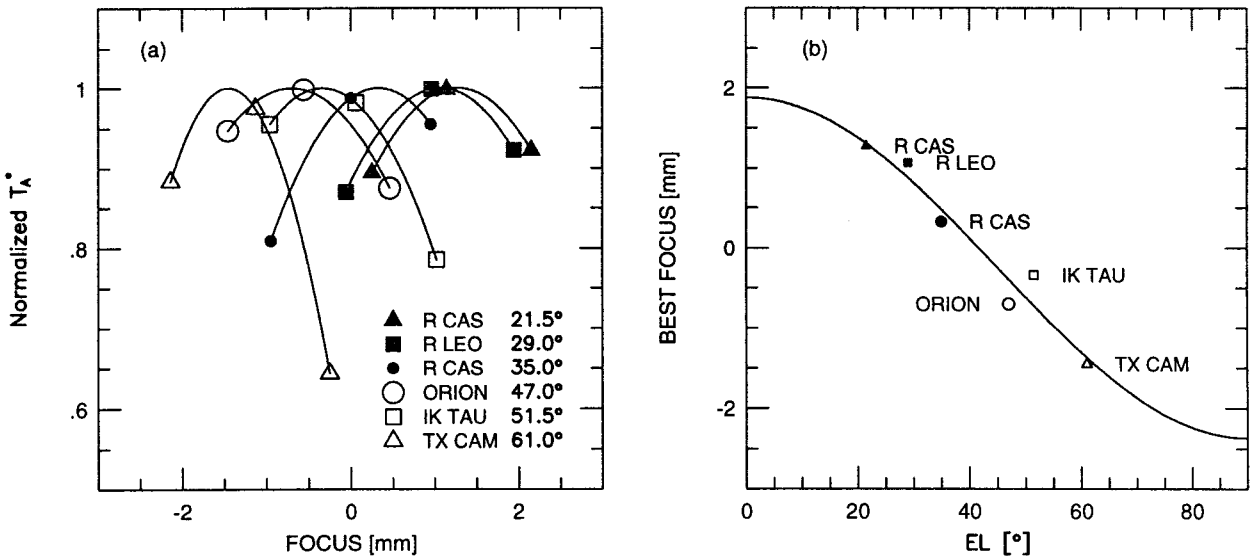 (a)
1
.8
.6
Normalized T_A*
-2 0 2
FOCUS [mm]
R CAS 21.5°
R LEO 29.0°
R CAS 35.0°
ORION 47.0°
IK TAU 51.5°
TX CAM 61.0°
(b)
2
0
-2
BEST FOCUS [mm]
R CAS
R LEO
R CAS
IK TAU
ORION
TX CAM
0 20 40 60 80
EL [°]